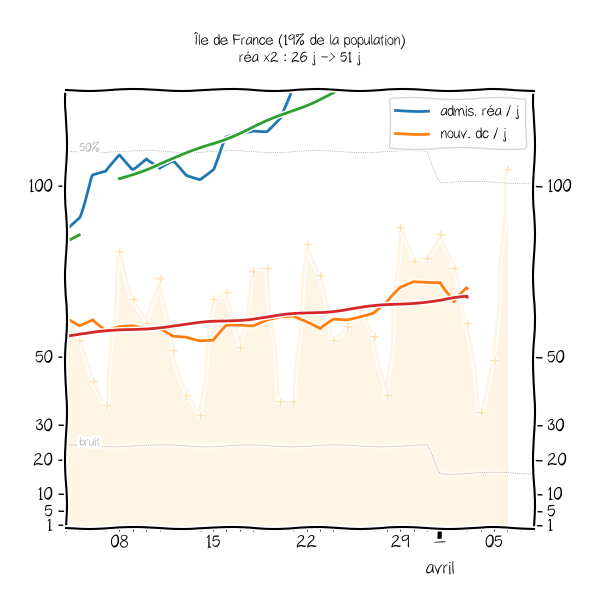 Île de France (19% de la population)
réa x2 : 26 j -> 51 j
admis. réa / j
nouv. dc / j
50%
100
100
50
50
bruit
30
30
20
20
10
10
5
5
1
1
08 15 22 29 1 05
avril